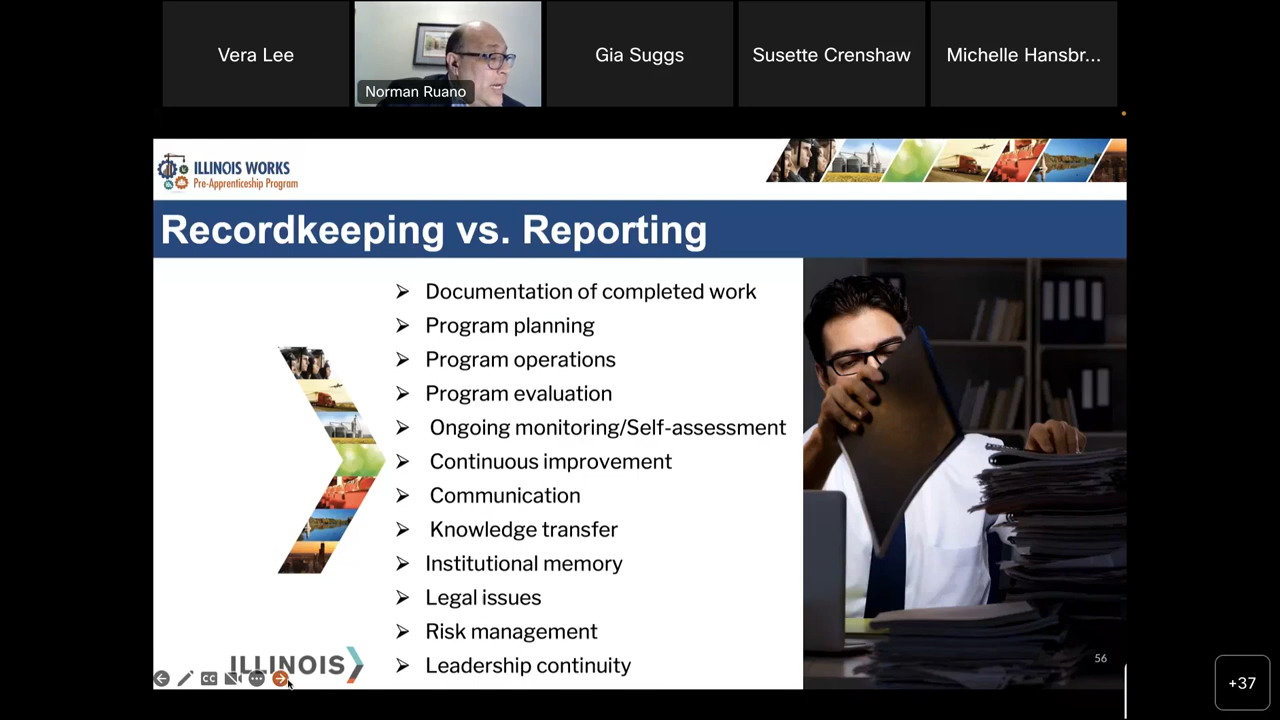 Vera Lee
Norman Ruano
Gia Suggs
Susette Crenshaw
Michelle Hansbr...
ILLINOIS WORKS
Pre-Apprenticeship Program
Recordkeeping vs. Reporting
Documentation of completed work
Program planning
Program operations
Program evaluation
Ongoing monitoring/Self-assessment
Continuous improvement
Communication
Knowledge transfer
Institutional memory
Legal issues
Risk management
Leadership continuity
ILLINOIS
CC
56
+37